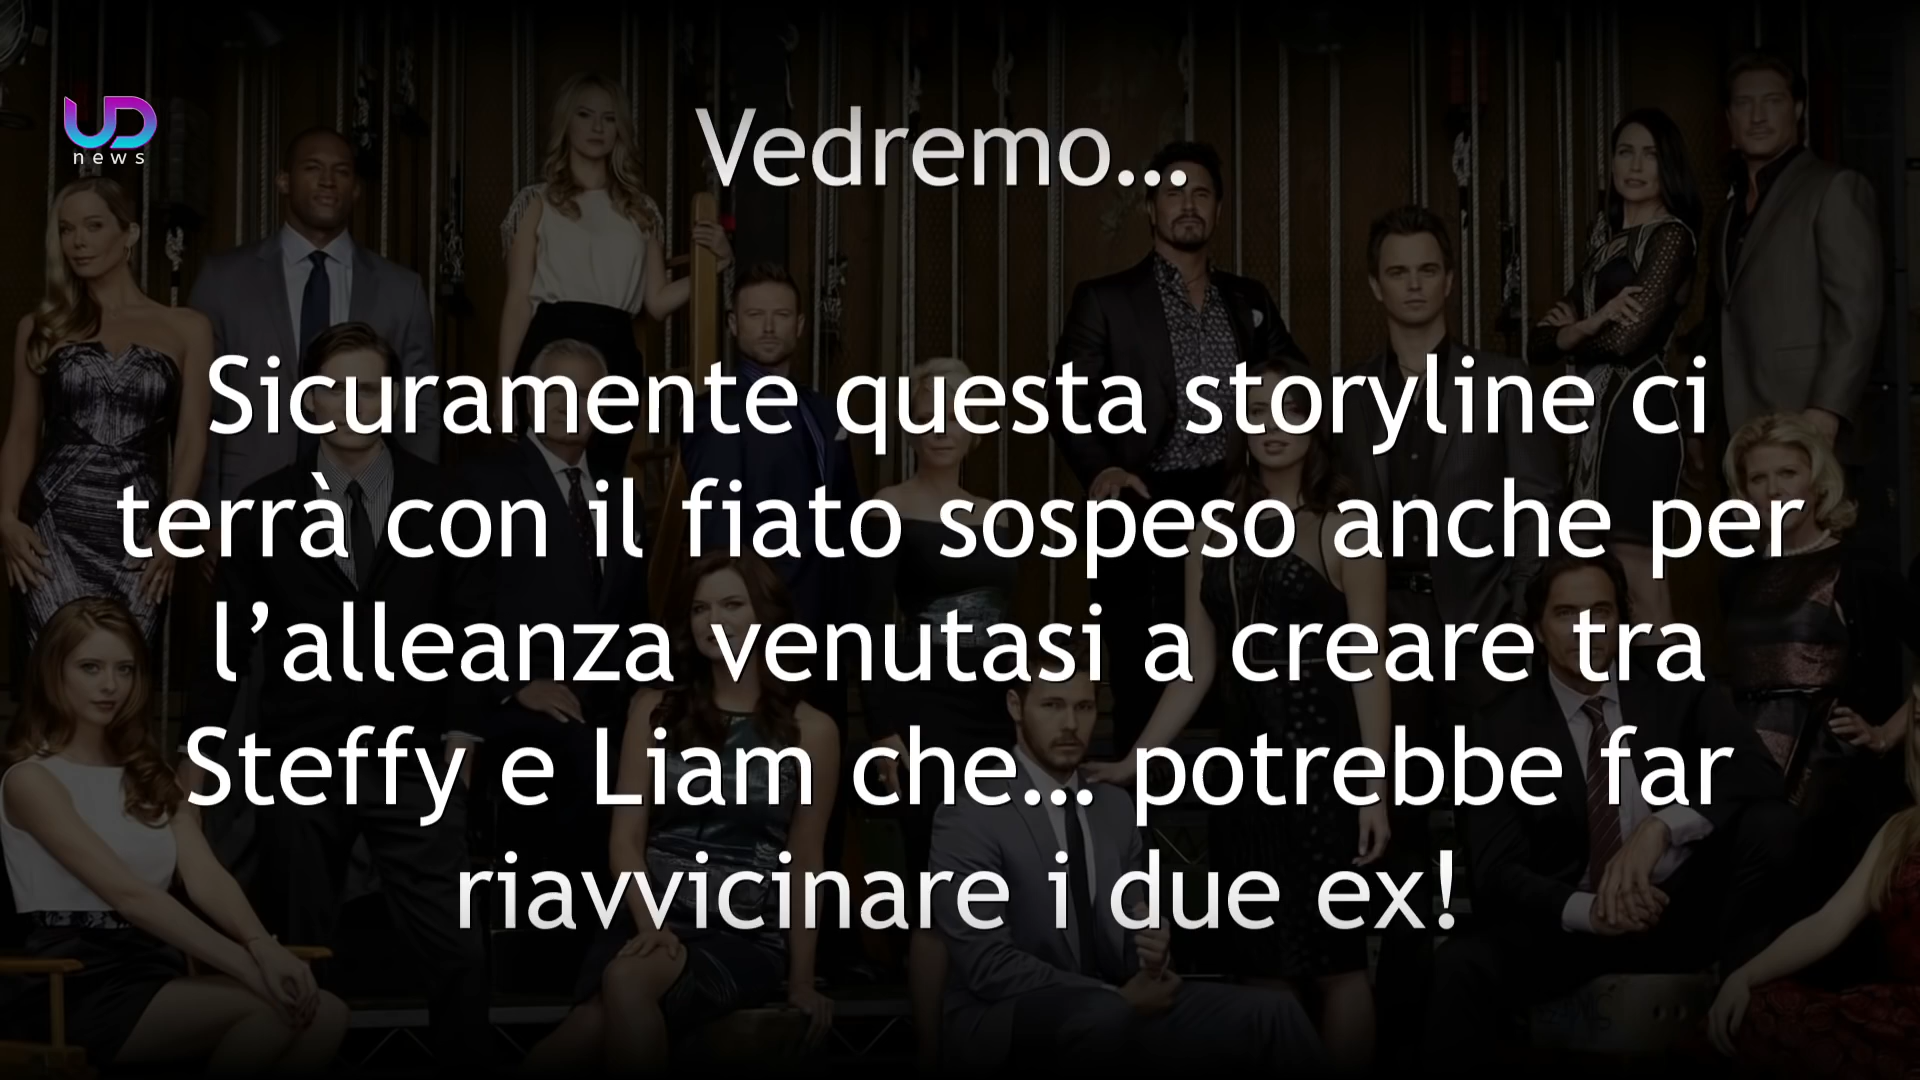 UD
news
Vedremo...
Sicuramente questa storyline ci
terrà con il fiato sospeso anche per
l’alleanza venutasi a creare tra
Steffy e Liam che... potrebbe far
riavvicinare i due ex!